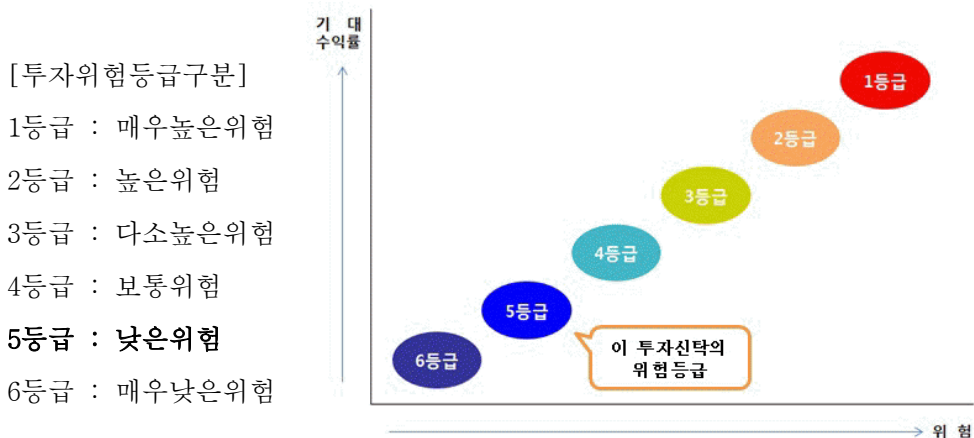 [투자위험등급구분]
1등급 : 매우높은위험
2등급 : 높은위험
3등급 : 다소높은위험
4등급 : 보통위험
5등급 : 낮은위험
6등급 : 매우낮은위험
기 대
수익률
1등급
2등급
3등급
4등급
5등급
6등급
이 투자신탁의
위험등급
위 험